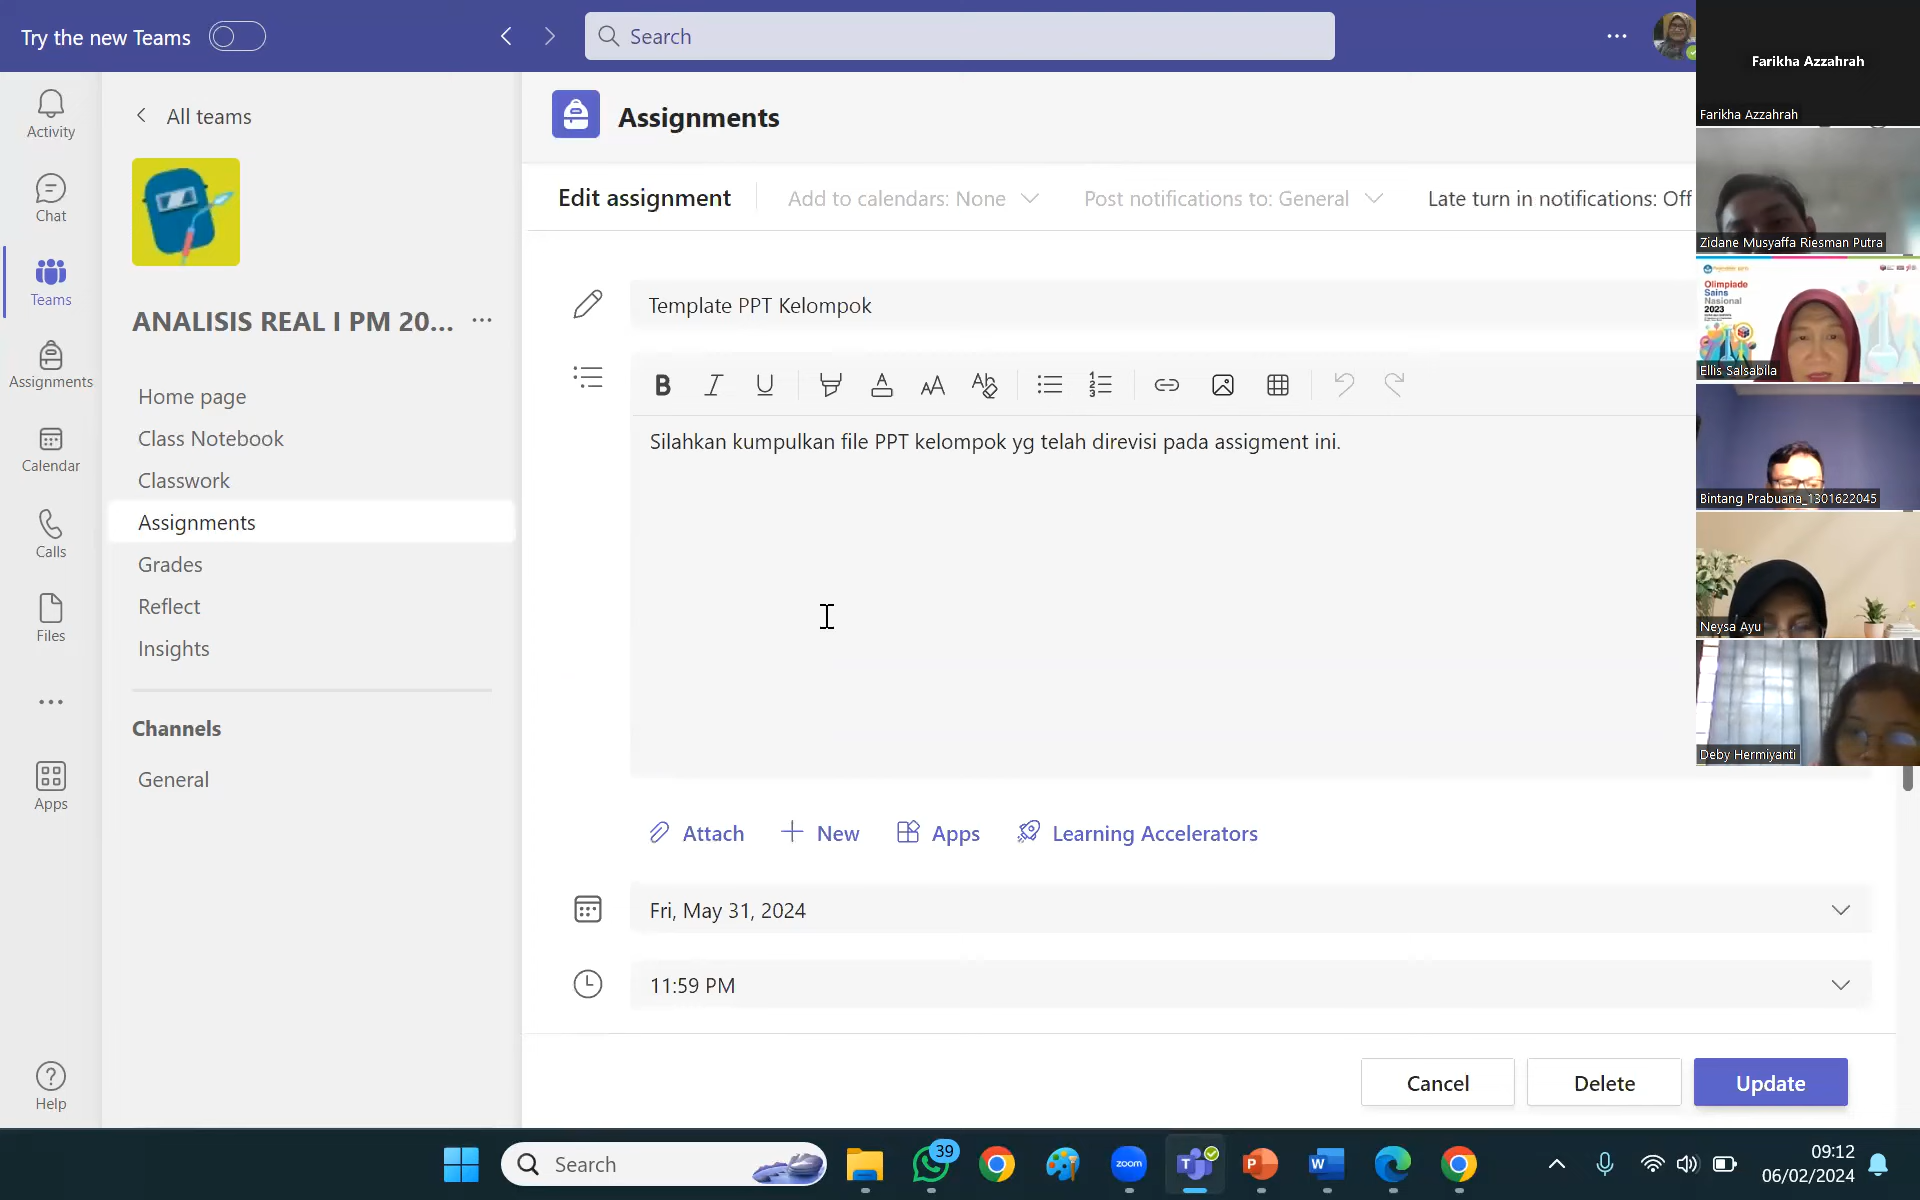 Try the new Teams
Search
Activity
Chat
Teams
Assignments
Calendar
Calls
Files
Apps
Help
All teams
ANALISIS REAL I PM 20...
Home page
Class Notebook
Classwork
Assignments
Grades
Reflect
Insights
Channels
General
Assignments
Edit assignment
Add to calendars: None
Post notifications to: General
Late turn in notifications: Off
Template PPT Kelompok
Silahkan kumpulkan file PPT kelompok yg telah direvisi pada assigment ini.
Attach
New
Apps
Learning Accelerators
Fri, May 31, 2024
11:59 PM
Cancel
Delete
Update
Farikha Azzahrah
Farikha Azzahrah
Zidane Musyaffa Riesman Putra
Olimpiade
Sains
Nasional
2023
Ellis Salsabila
Bintang Prabuana_1301622045
Neysa Ayu
Deby Hermiyanti
Search
39
zoom
09:12
06/02/2024